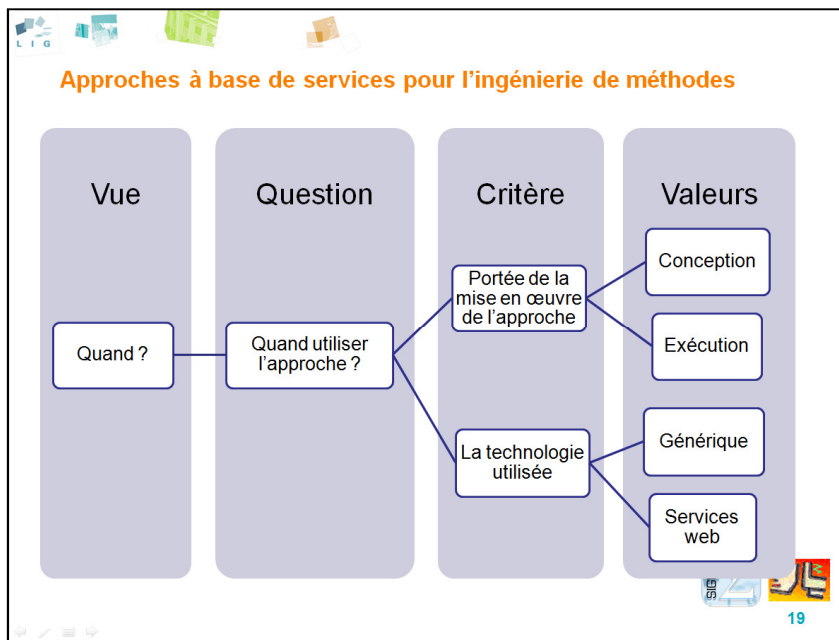 L I G
Approches à base de services pour l'ingénierie de méthodes
Vue
Question
Critère
Valeurs
Quand ?
Quand utiliser
l'approche ?
Portée de la
mise en œuvre
de l'approche
Conception
Exécution
La technologie
utilisée
Générique
Services
web
SIG
19